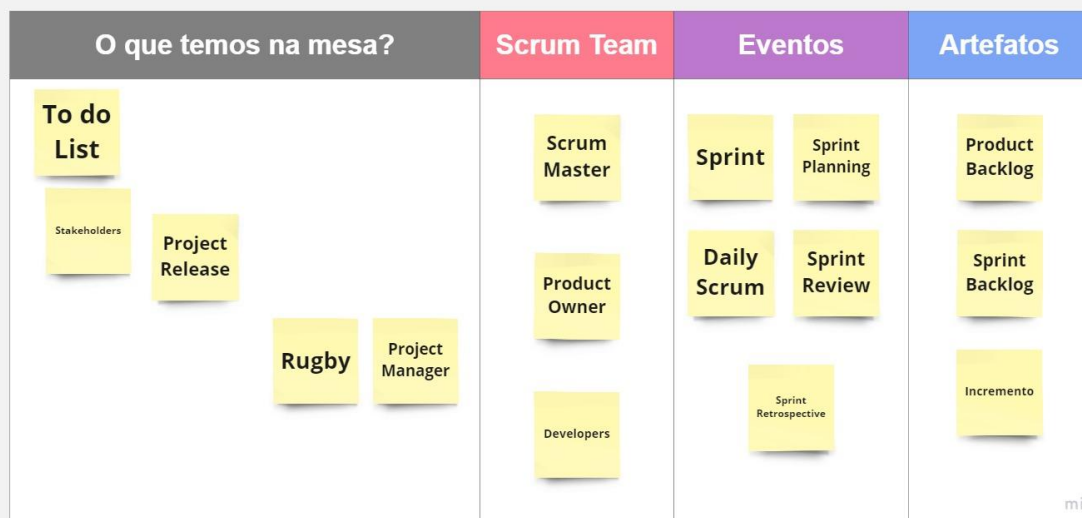 O que temos na mesa?
Scrum Team
Eventos
Artefatos
To do
List
Stakeholders
Project
Release
Rugby
Project
Manager
Scrum
Master
Product
Owner
Developers
Sprint
Sprint
Planning
Daily
Scrum
Sprint
Review
Sprint
Retrospective
Product
Backlog
Sprint
Backlog
Incremento
mi